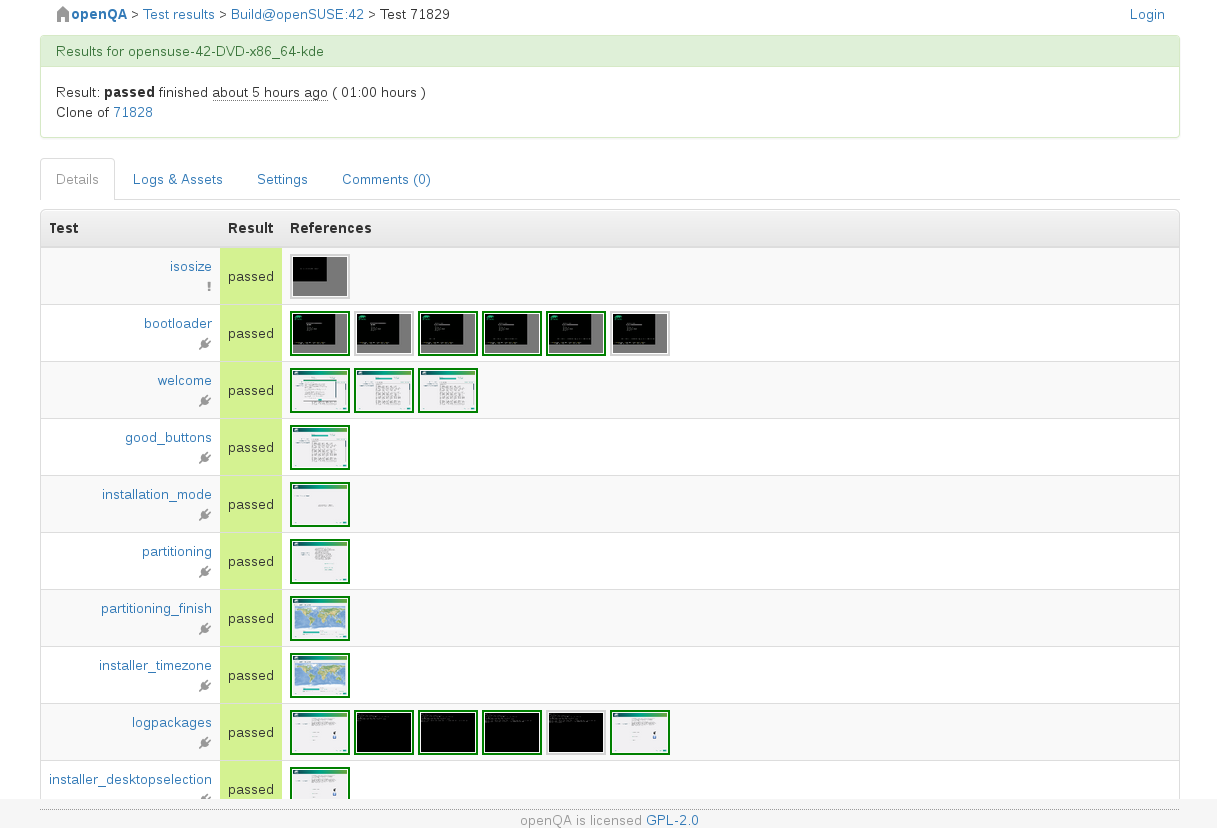 openQA > Test results > Build@openSUSE:42 > Test 71829 Login
Results for opensuse-42-DVD-x86_64-kde
Result: passed finished about 5 hours ago ( 01:00 hours )
Clone of 71828
Details Logs & Assets Settings Comments (0)
Test Result References
isosize passed
bootloader passed
welcome passed
good_buttons passed
installation_mode passed
partitioning passed
partitioning_finish passed
installer_timezone passed
logpackages passed
installer_desktopselection passed
openQA is licensed GPL-2.0